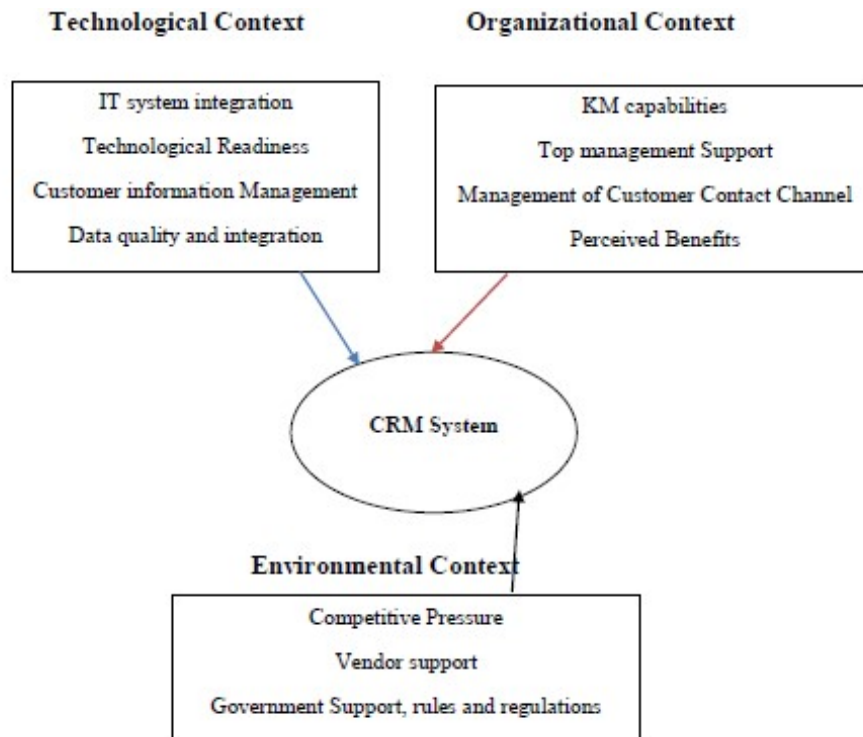 Technological Context
Organizational Context
IT system integration
Technological Readiness
Customer information Management
Data quality and integration
KM capabilities
Top management Support
Management of Customer Contact Channel
Perceived Benefits
CRM System
Environmental Context
Competitive Pressure
Vendor support
Government Support, rules and regulations